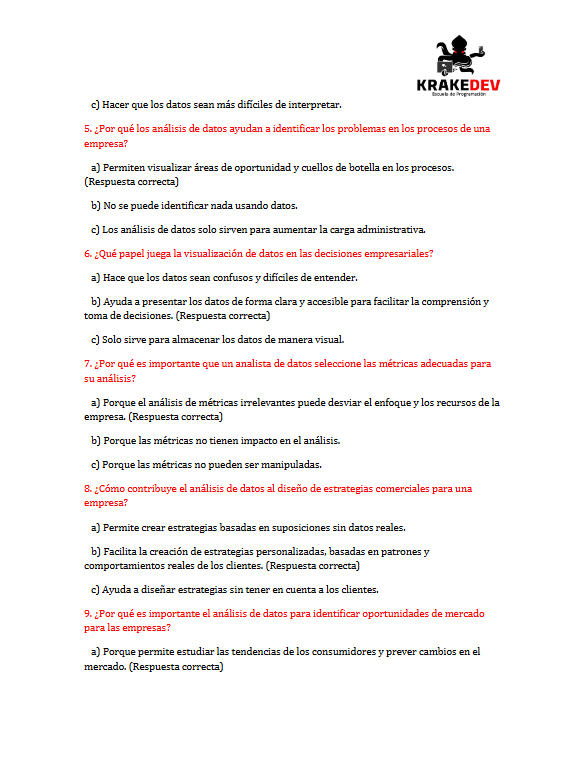 KRAKEDEV
Escuela de Programación
c) Hacer que los datos sean más difíciles de interpretar.
5. ¿Por qué los análisis de datos ayudan a identificar los problemas en los procesos de una
empresa?
a) Permiten visualizar áreas de oportunidad y cuellos de botella en los procesos.
(Respuesta correcta)
b) No se puede identificar nada usando datos.
c) Los análisis de datos solo sirven para aumentar la carga administrativa.
6. ¿Qué papel juega la visualización de datos en las decisiones empresariales?
a) Hace que los datos sean confusos y difíciles de entender.
b) Ayuda a presentar los datos de forma clara y accesible para facilitar la comprensión y
toma de decisiones. (Respuesta correcta)
c) Solo sirve para almacenar los datos de manera visual.
7. ¿Por qué es importante que un analista de datos seleccione las métricas adecuadas para
su análisis?
a) Porque el análisis de métricas irrelevantes puede desviar el enfoque y los recursos de la
empresa. (Respuesta correcta)
b) Porque las métricas no tienen impacto en el análisis.
c) Porque las métricas no pueden ser manipuladas.
8. ¿Cómo contribuye el análisis de datos al diseño de estrategias comerciales para una
empresa?
a) Permite crear estrategias basadas en suposiciones sin datos reales.
b) Facilita la creación de estrategias personalizadas, basadas en patrones y
comportamientos reales de los clientes. (Respuesta correcta)
c) Ayuda a diseñar estrategias sin tener en cuenta a los clientes.
9. ¿Por qué es importante el análisis de datos para identificar oportunidades de mercado
para las empresas?
a) Porque permite estudiar las tendencias de los consumidores y prever cambios en el
mercado. (Respuesta correcta)